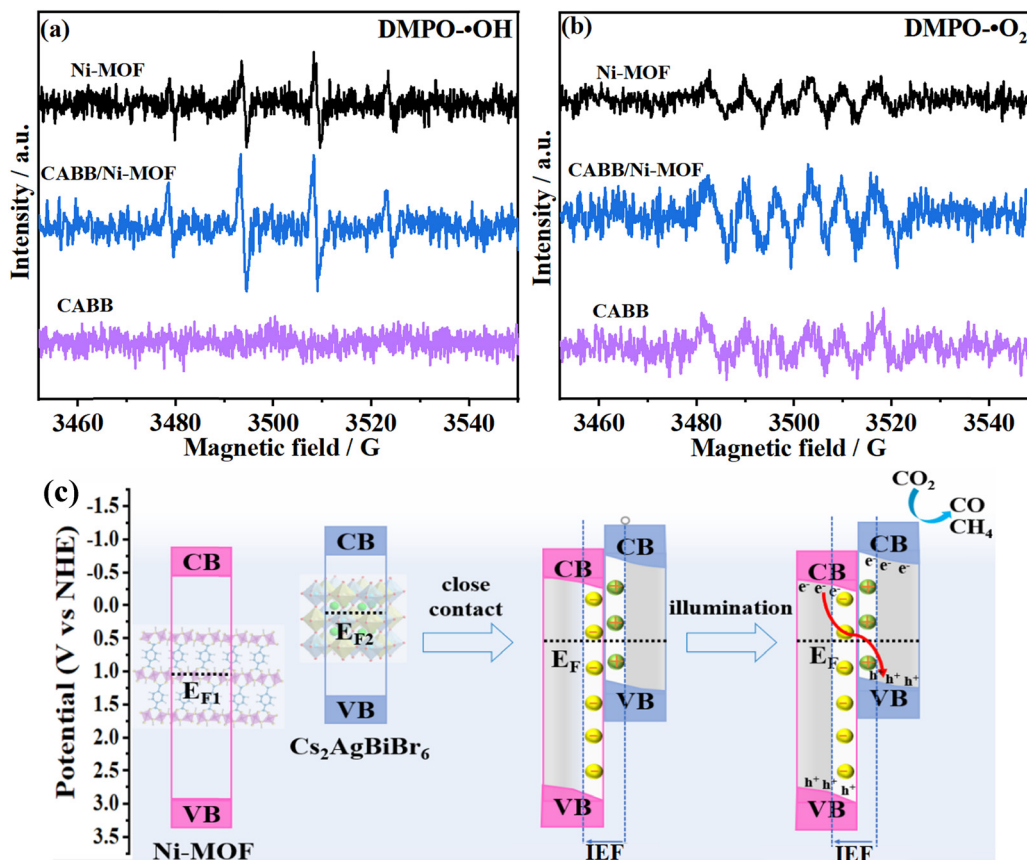 (a) DMPO-•OH
Ni-MOF
CABB/Ni-MOF
CABB
Intensity / a.u.
3460 3480 3500 3520 3540
Magnetic field / G
(b) DMPO-•O₂
Ni-MOF
CABB/Ni-MOF
CABB
Intensity / a.u.
3460 3480 3500 3520 3540
Magnetic field / G
(c)
Potential (V vs NHE)
-1.5
-1.0
-0.5
0.0
0.5
1.0
1.5
2.0
2.5
3.0
3.5
CB
E_F1
VB
Ni-MOF
CB
E_F2
VB
Cs₂AgBiBr₆
close
contact
CB
CB
E_F
VB
VB
IEF
illumination
CO₂
CO
CH₄
CB
e⁻ e⁻ e⁻
CB
e⁻ e⁻ e⁻
E_F
h⁺ h⁺ h⁺
VB
h⁺ h⁺ h⁺
VB
IEF